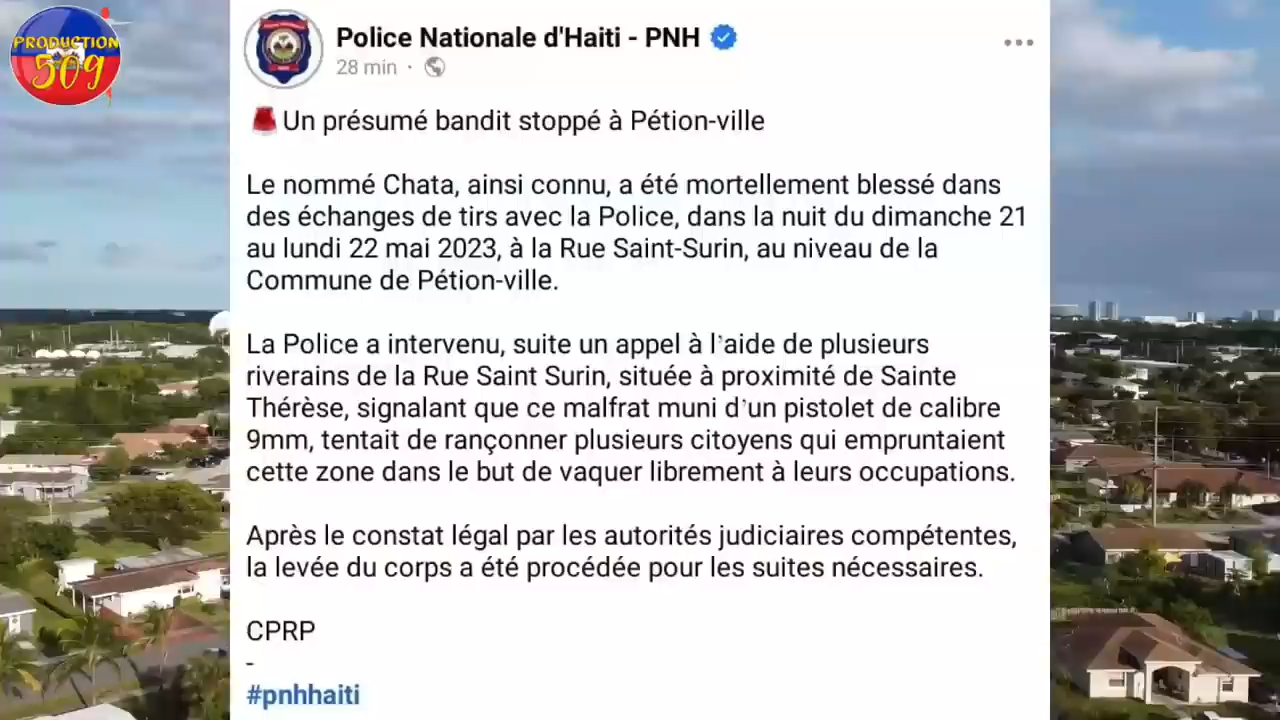 PRODUCTION
509
Police Nationale d'Haiti - PNH
28 min ·
Un présumé bandit stoppé à Pétion-ville
Le nommé Chata, ainsi connu, a été mortellement blessé dans
des échanges de tirs avec la Police, dans la nuit du dimanche 21
au lundi 22 mai 2023, à la Rue Saint-Surin, au niveau de la
Commune de Pétion-ville.
La Police a intervenu, suite un appel à l'aide de plusieurs
riverains de la Rue Saint Surin, située à proximité de Sainte
Thérèse, signalant que ce malfrat muni d'un pistolet de calibre
9mm, tentait de rançonner plusieurs citoyens qui empruntaient
cette zone dans le but de vaquer librement à leurs occupations.
Après le constat légal par les autorités judiciaires compétentes,
la levée du corps a été procédée pour les suites nécessaires.
CPRP
-
#pnhhaiti